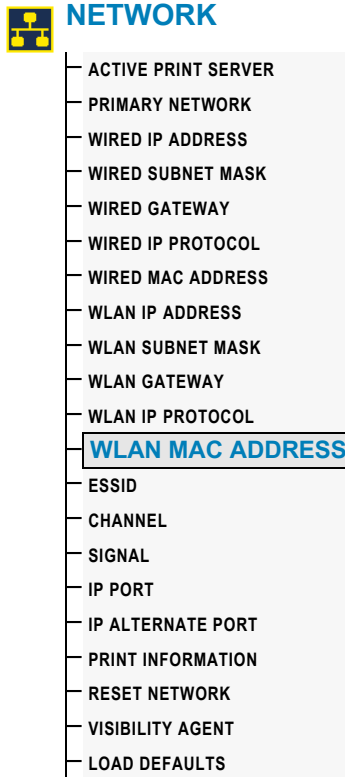 NETWORK
ACTIVE PRINT SERVER
PRIMARY NETWORK
WIRED IP ADDRESS
WIRED SUBNET MASK
WIRED GATEWAY
WIRED IP PROTOCOL
WIRED MAC ADDRESS
WLAN IP ADDRESS
WLAN SUBNET MASK
WLAN GATEWAY
WLAN IP PROTOCOL
WLAN MAC ADDRESS
ESSID
CHANNEL
SIGNAL
IP PORT
IP ALTERNATE PORT
PRINT INFORMATION
RESET NETWORK
VISIBILITY AGENT
LOAD DEFAULTS